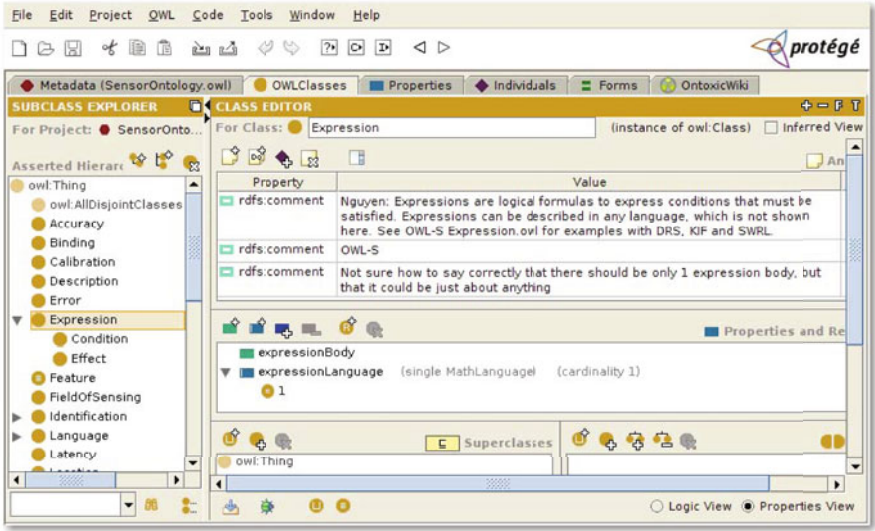 File Edit Project OWL Code Tools Window Help
protégé
Metadata (SensorOntology.owl) OWLClasses Properties Individuals Forms OntoxicWiki
SUBCLASS EXPLORER
For Project: SensorOnto...
Asserted Hierarc
owl:Thing
owl:AllDisjointClasses
Accuracy
Binding
Calibration
Description
Error
Expression
Condition
Effect
Feature
FieldOfSensing
Identification
Language
Latency
Location
CLASS EDITOR + - F T
For Class: Expression (instance of owl:Class) Inferred View
An
Property Value
rdfs:comment Nguyen: Expressions are logical formulas to express conditions that must be
satisfied. Expressions can be described in any language, which is not shown
here. See OWL-S Expression.owl for examples with DRS, KIF and SWRL.
rdfs:comment OWL-S
rdfs:comment Not sure how to say correctly that there should be only 1 expression body, but
that it could be just about anything
Properties and Re
expressionBody
expressionLanguage (single MathLanguage) (cardinality 1)
1
Superclasses
owl:Thing
Logic View Properties View